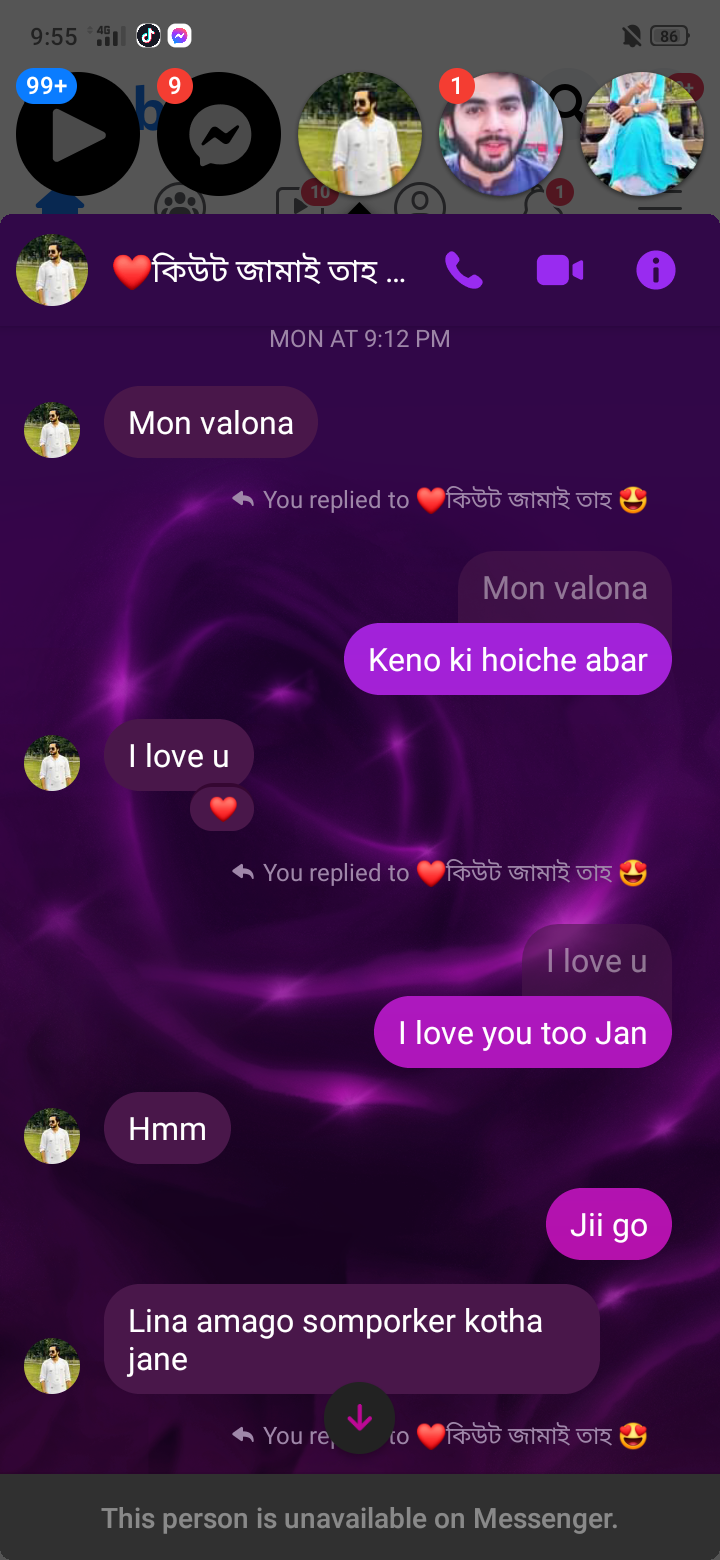 9:55
4G
86
99+
9
1
b
10
1
❤️কিউট জামাই তাহ ...
MON AT 9:12 PM
Mon valona
You replied to ❤️কিউট জামাই তাহ 😍
Mon valona
Keno ki hoiche abar
I love u
❤️
You replied to ❤️কিউট জামাই তাহ 😍
I love u
I love you too Jan
Hmm
Jii go
Lina amago somporker kotha
jane
You to ❤️কিউট জামাই তাহ 😍
This person is unavailable on Messenger.